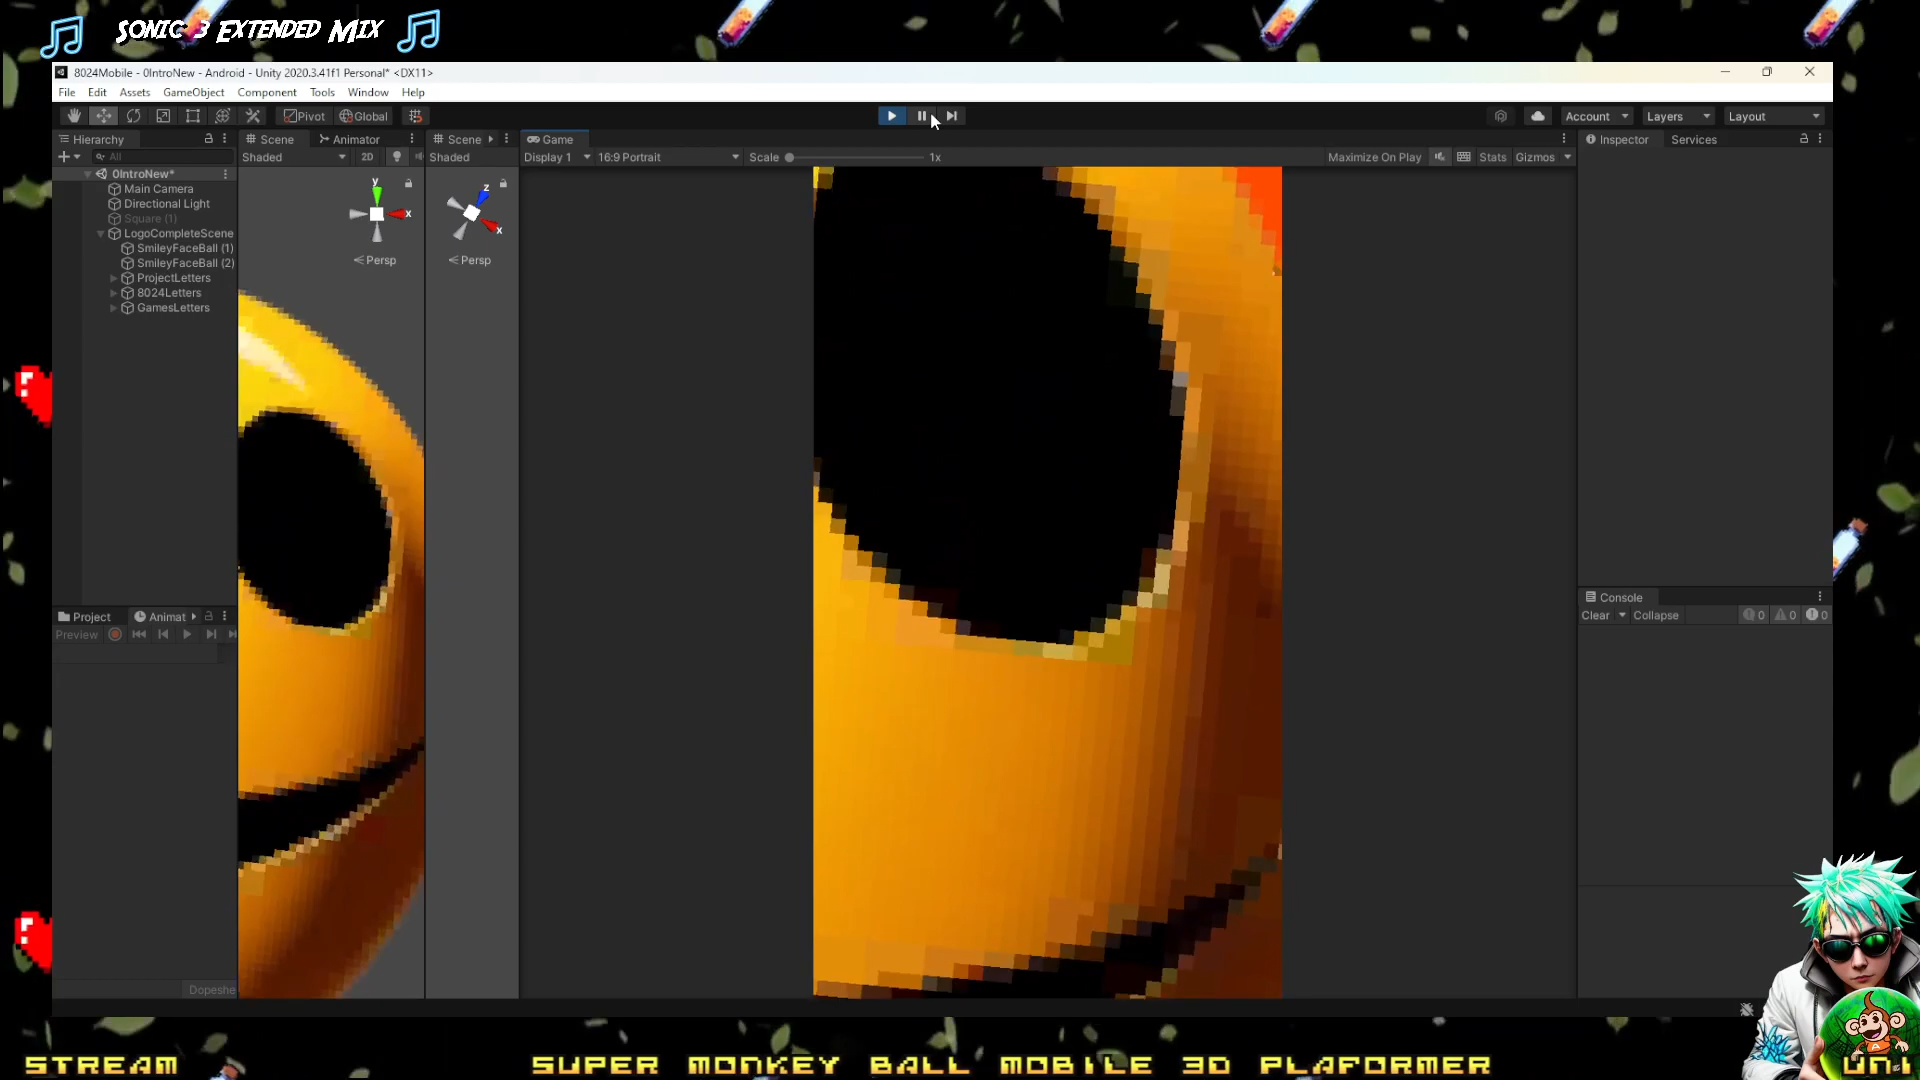 Sonic 3 Extended Mix
8024Mobile - 0IntroNew - Android - Unity 2020.3.41f1 Personal* <DX11>
File Edit Assets GameObject Component Tools Window Help
Pivot Global Account Layers Layout
Hierarchy Scene Animator Scene Game Inspector Services
All Shaded 2D Shaded Display 1 16:9 Portrait Scale 1x Maximize On Play Stats Gizmos
0IntroNew*
Main Camera
Directional Light
Square (1)
LogoCompleteScene
SmileyFaceBall (1)
SmileyFaceBall (2)
ProjectLetters
8024Letters
GamesLetters
y x z x
Persp Persp
Console
Clear Collapse 0 0 0
Project Animat
Preview
Dopeshe
STREAM SUPER MONKEY BALL MOBILE 3D PLAFORMER UNI